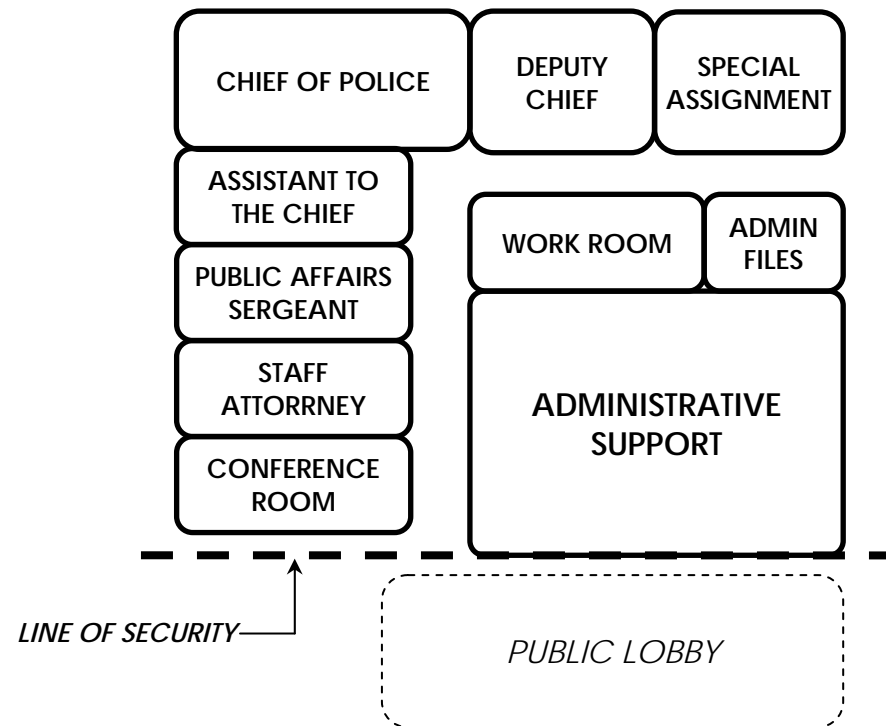 CHIEF OF POLICE
DEPUTY
CHIEF
SPECIAL
ASSIGNMENT
ASSISTANT TO
THE CHIEF
WORK ROOM
ADMIN
FILES
PUBLIC AFFAIRS
SERGEANT
STAFF
ATTORRNEY
ADMINISTRATIVE
SUPPORT
CONFERENCE
ROOM
LINE OF SECURITY
PUBLIC LOBBY